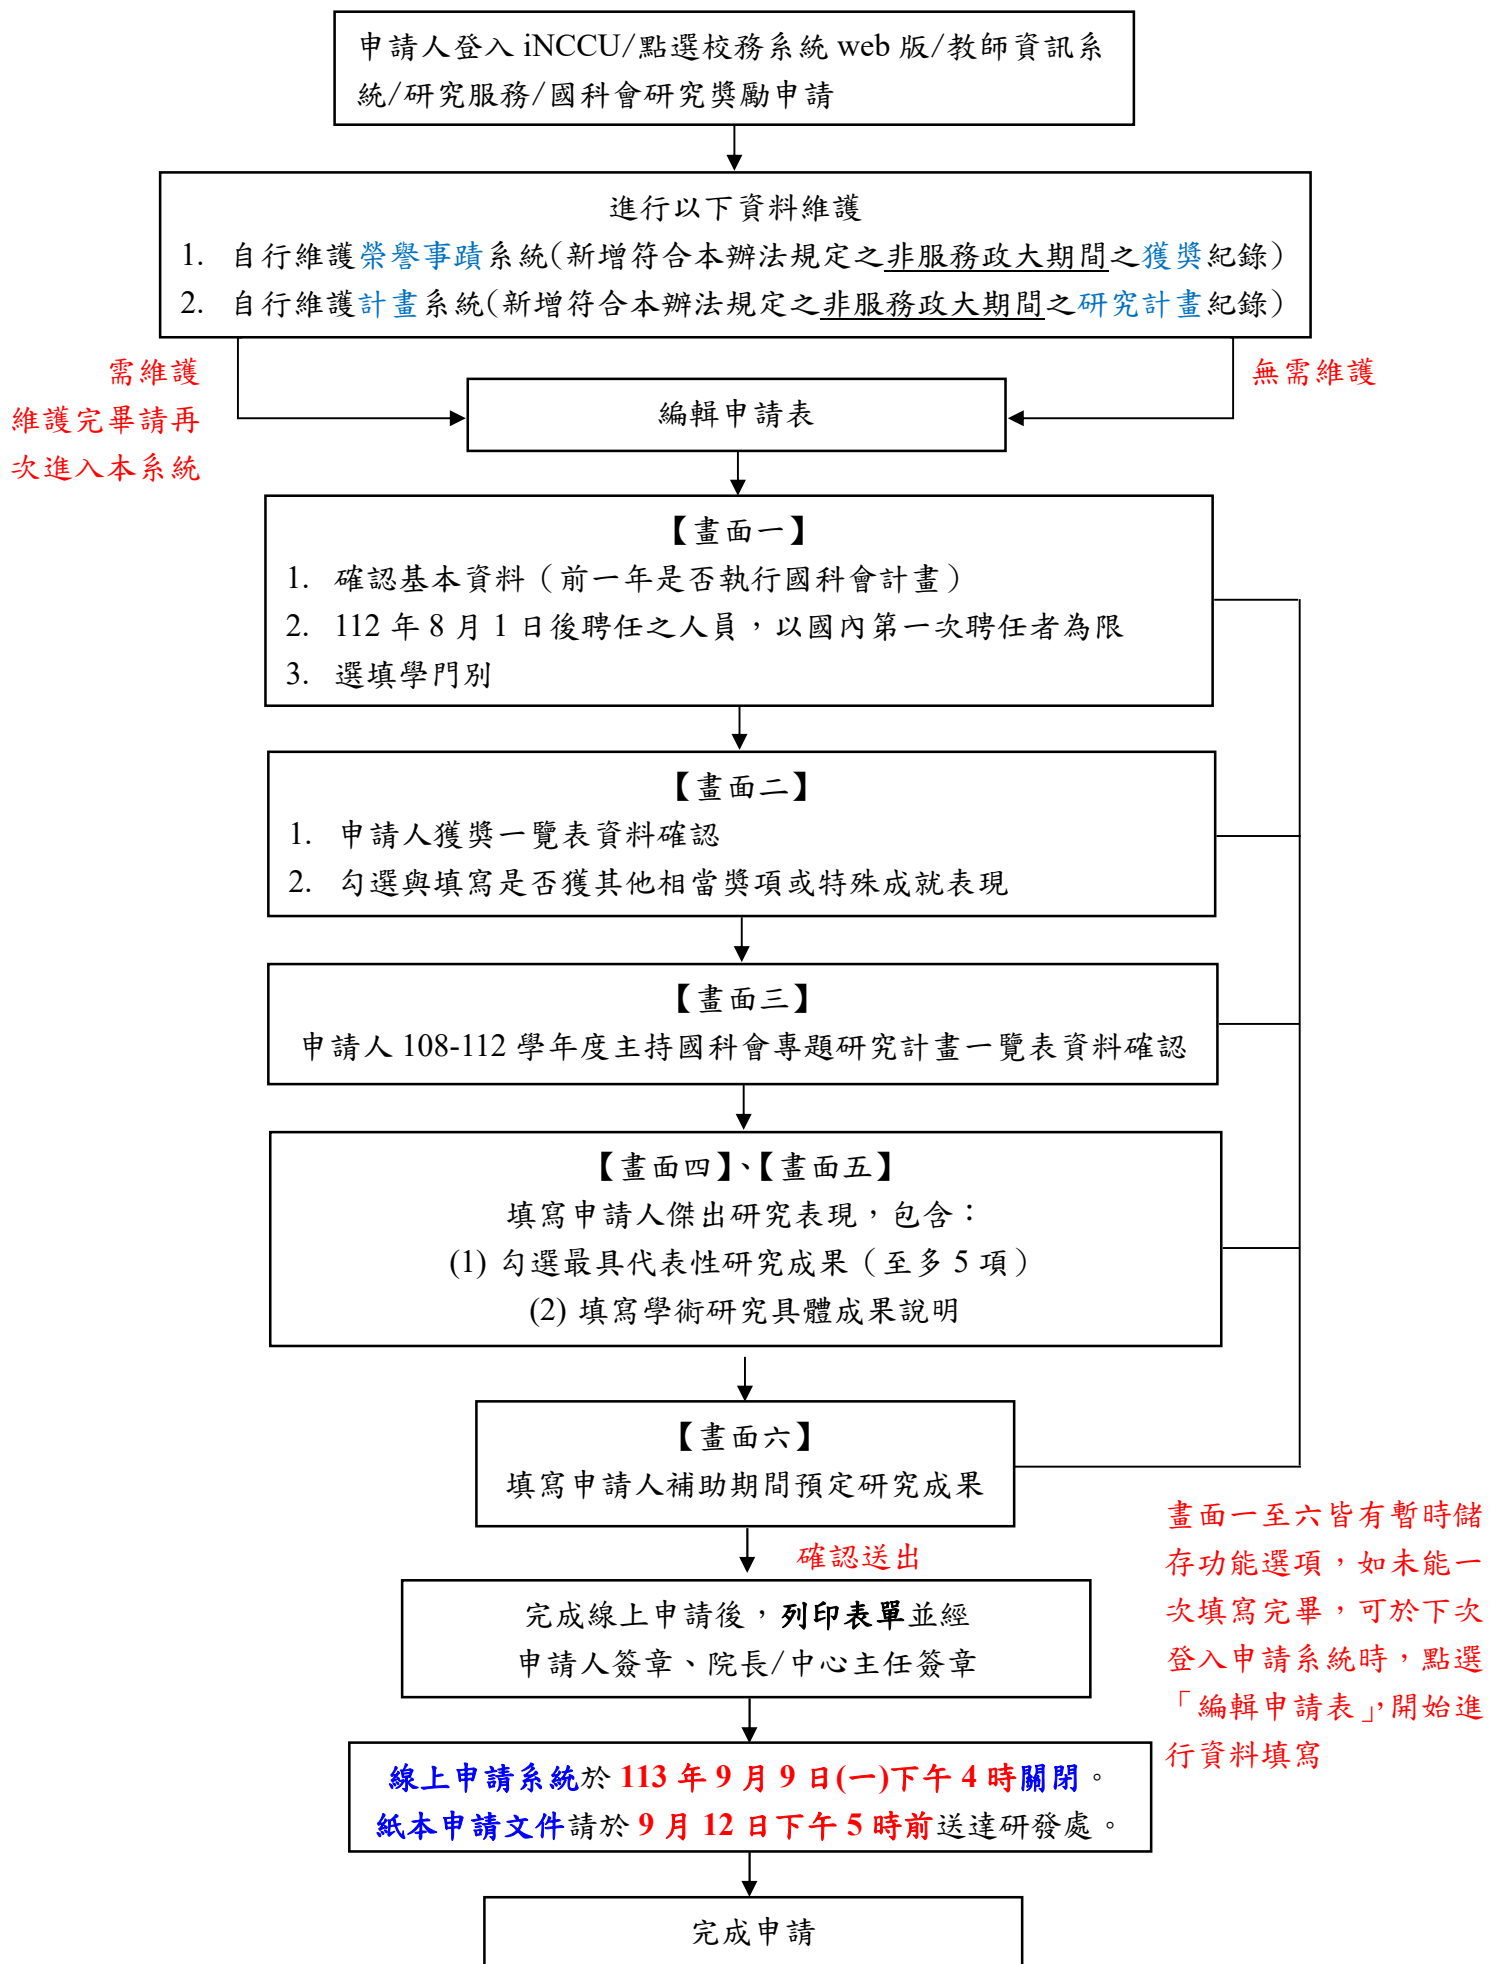 申請人登入 iNCCU/點選校務系統 web 版/教師資訊系
統/研究服務/國科會研究獎勵申請
進行以下資料維護
1. 自行維護榮譽事蹟系統(新增符合本辦法規定之非服務政大期間之獲獎紀錄)
2. 自行維護計畫系統(新增符合本辦法規定之非服務政大期間之研究計畫紀錄)
需維護
維護完畢請再
次進入本系統
無需維護
編輯申請表
【畫面一】
1. 確認基本資料（前一年是否執行國科會計畫）
2. 112 年 8 月 1 日後聘任之人員，以國內第一次聘任者為限
3. 選填學門別
【畫面二】
1. 申請人獲獎一覽表資料確認
2. 勾選與填寫是否獲其他相當獎項或特殊成就表現
【畫面三】
申請人 108-112 學年度主持國科會專題研究計畫一覽表資料確認
【畫面四】、【畫面五】
填寫申請人傑出研究表現，包含：
(1) 勾選最具代表性研究成果（至多 5 項）
(2) 填寫學術研究具體成果說明
【畫面六】
填寫申請人補助期間預定研究成果
確認送出
畫面一至六皆有暫時儲
存功能選項，如未能一
次填寫完畢，可於下次
登入申請系統時，點選
「編輯申請表」，開始進
行資料填寫
完成線上申請後，列印表單並經
申請人簽章、院長/中心主任簽章
線上申請系統於 113 年 9 月 9 日(一)下午 4 時關閉。
紙本申請文件請於 9 月 12 日下午 5 時前送達研發處。
完成申請